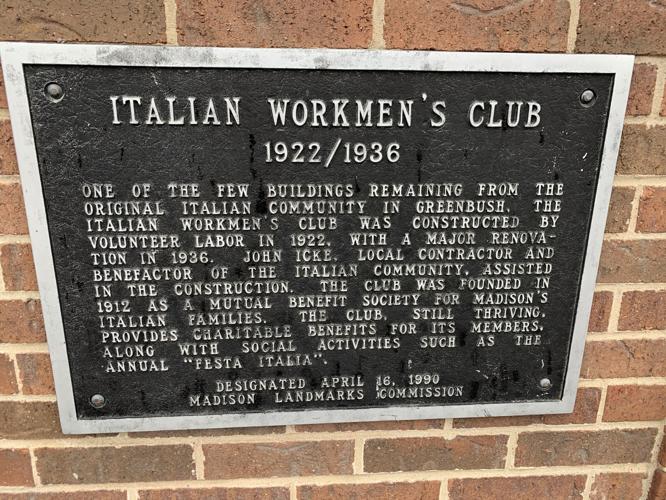 ITALIAN WORKMEN'S CLUB
1922/1936
ONE OF THE FEW BUILDINGS REMAINING FROM THE
ORIGINAL ITALIAN COMMUNITY IN GREENBUSH, THE
ITALIAN WORKMEN'S CLUB WAS CONSTRUCTED BY
VOLUNTEER LABOR IN 1922, WITH A MAJOR RENOVA-
TION IN 1936. JOHN ICKE, LOCAL CONTRACTOR AND
BENEFACTOR OF THE ITALIAN COMMUNITY, ASSISTED
IN THE CONSTRUCTION. THE CLUB WAS FOUNDED IN
1912 AS A MUTUAL BENEFIT SOCIETY FOR MADISON'S
ITALIAN FAMILIES. THE CLUB, STILL THRIVING,
PROVIDES CHARITABLE BENEFITS FOR ITS MEMBERS,
ALONG WITH SOCIAL ACTIVITIES SUCH AS THE
ANNUAL "FESTA ITALIA".
DESIGNATED APRIL 16, 1990
MADISON LANDMARKS COMMISSION